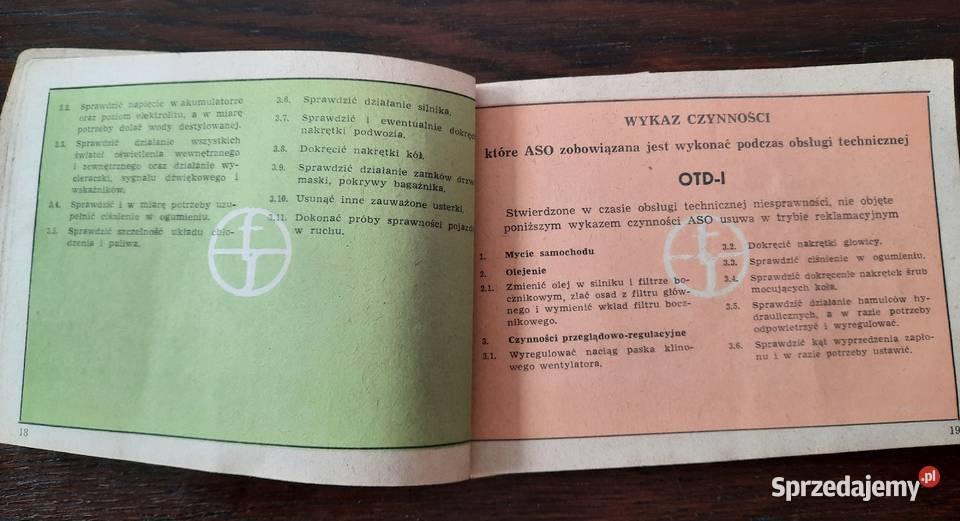 3.2. Sprawdzić napięcie w akumulatorze
oraz poziom elektrolitu, a w miarę
potrzeby dolać wody destylowanej.
3.3. Sprawdzić działanie wszystkich
świateł oświetlenia wewnętrznego
i zewnętrznego oraz działanie wy-
cieraczki, sygnału dźwiękowego i
wskaźników.
3.4. Sprawdzić i w miarę potrzeby uzu-
pełnić ciśnienie w ogumieniu.
3.5. Sprawdzić szczelność układu chło-
dzenia i paliwa.
3.6. Sprawdzić działanie silnika.
3.7. Sprawdzić i ewentualnie dokręc
nakrętki podwozia.
3.8. Dokręcić nakrętki kół.
3.9. Sprawdzić działanie zamków drzw
maski, pokrywy bagażnika.
3.10. Usunąć inne zauważone usterki.
3.11. Dokonać próby sprawności pojazd
w ruchu.
18
WYKAZ CZYNNOŚCI
które ASO zobowiązana jest wykonać podczas obsługi technicznej
OTD-I
Stwierdzone w czasie obsługi technicznej niesprawności, nie objęte
poniższym wykazem czynności ASO usuwa w trybie reklamacyjnym
1. Mycie samochodu
2. Olejenie
2.1. Zmienić olej w silniku i filtrze bo-
cznikowym, zlać osad z filtru głów-
nego i wymienić wkład filtru bocz-
nikowego.
3. Czynności przeglądowo-regulacyjne
3.1. Wyregulować naciąg paska klino-
wego wentylatora.
3.2. Dokręcić nakrętki głowicy.
3.3. Sprawdzić ciśnienie w ogumieniu.
3.4. Sprawdzić dokręcenie nakrętek śrub
mocujących koła.
3.5. Sprawdzić działanie hamulców hy-
draulicznych, a w razie potrzeby
odpowietrzyć i wyregulować.
3.6. Sprawdzić kąt wyprzedzenia zapło-
nu i w razie potrzeby ustawić.
19
Sprzedajemy.pl